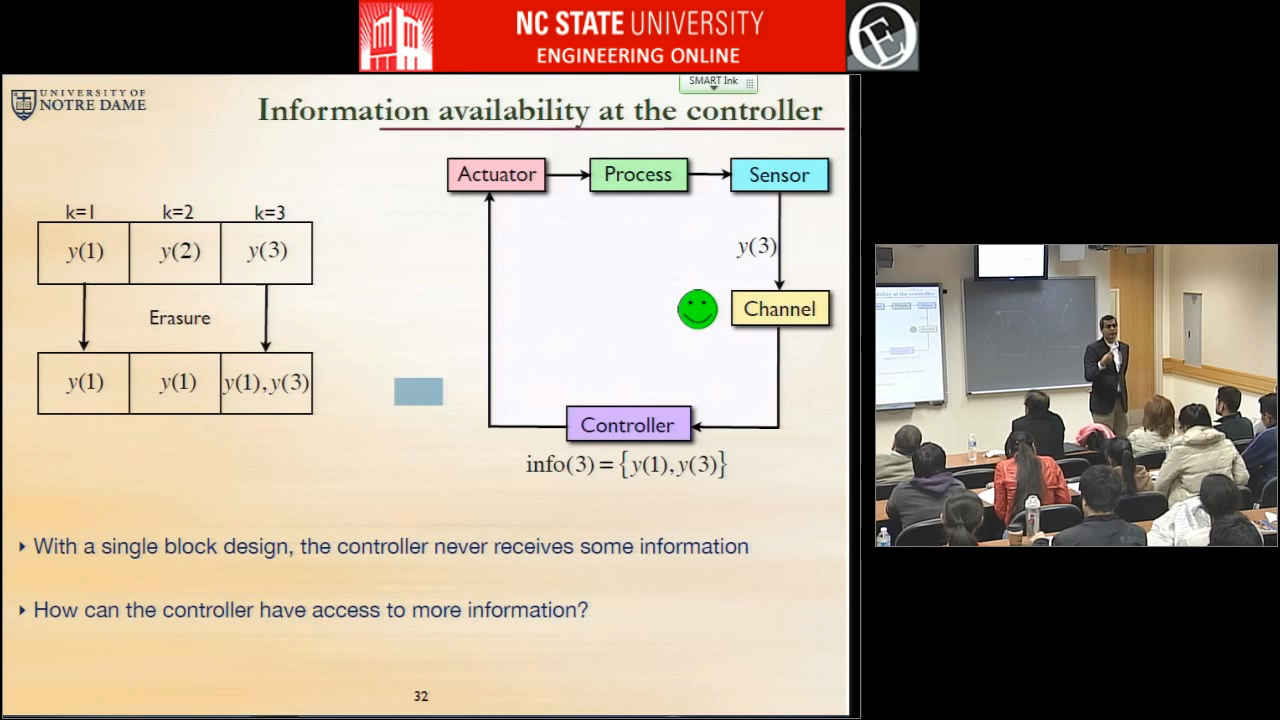 NC STATE UNIVERSITY
ENGINEERING ONLINE
SMART Ink
UNIVERSITY OF
NOTRE DAME
Information availability at the controller
Actuator
Process
Sensor
k=1
k=2
k=3
y(1)
y(2)
y(3)
y(3)
Erasure
Channel
y(1)
y(1)
y(1),y(3)
Controller
info(3) = {y(1),y(3)}
‣ With a single block design, the controller never receives some information
‣ How can the controller have access to more information?
32